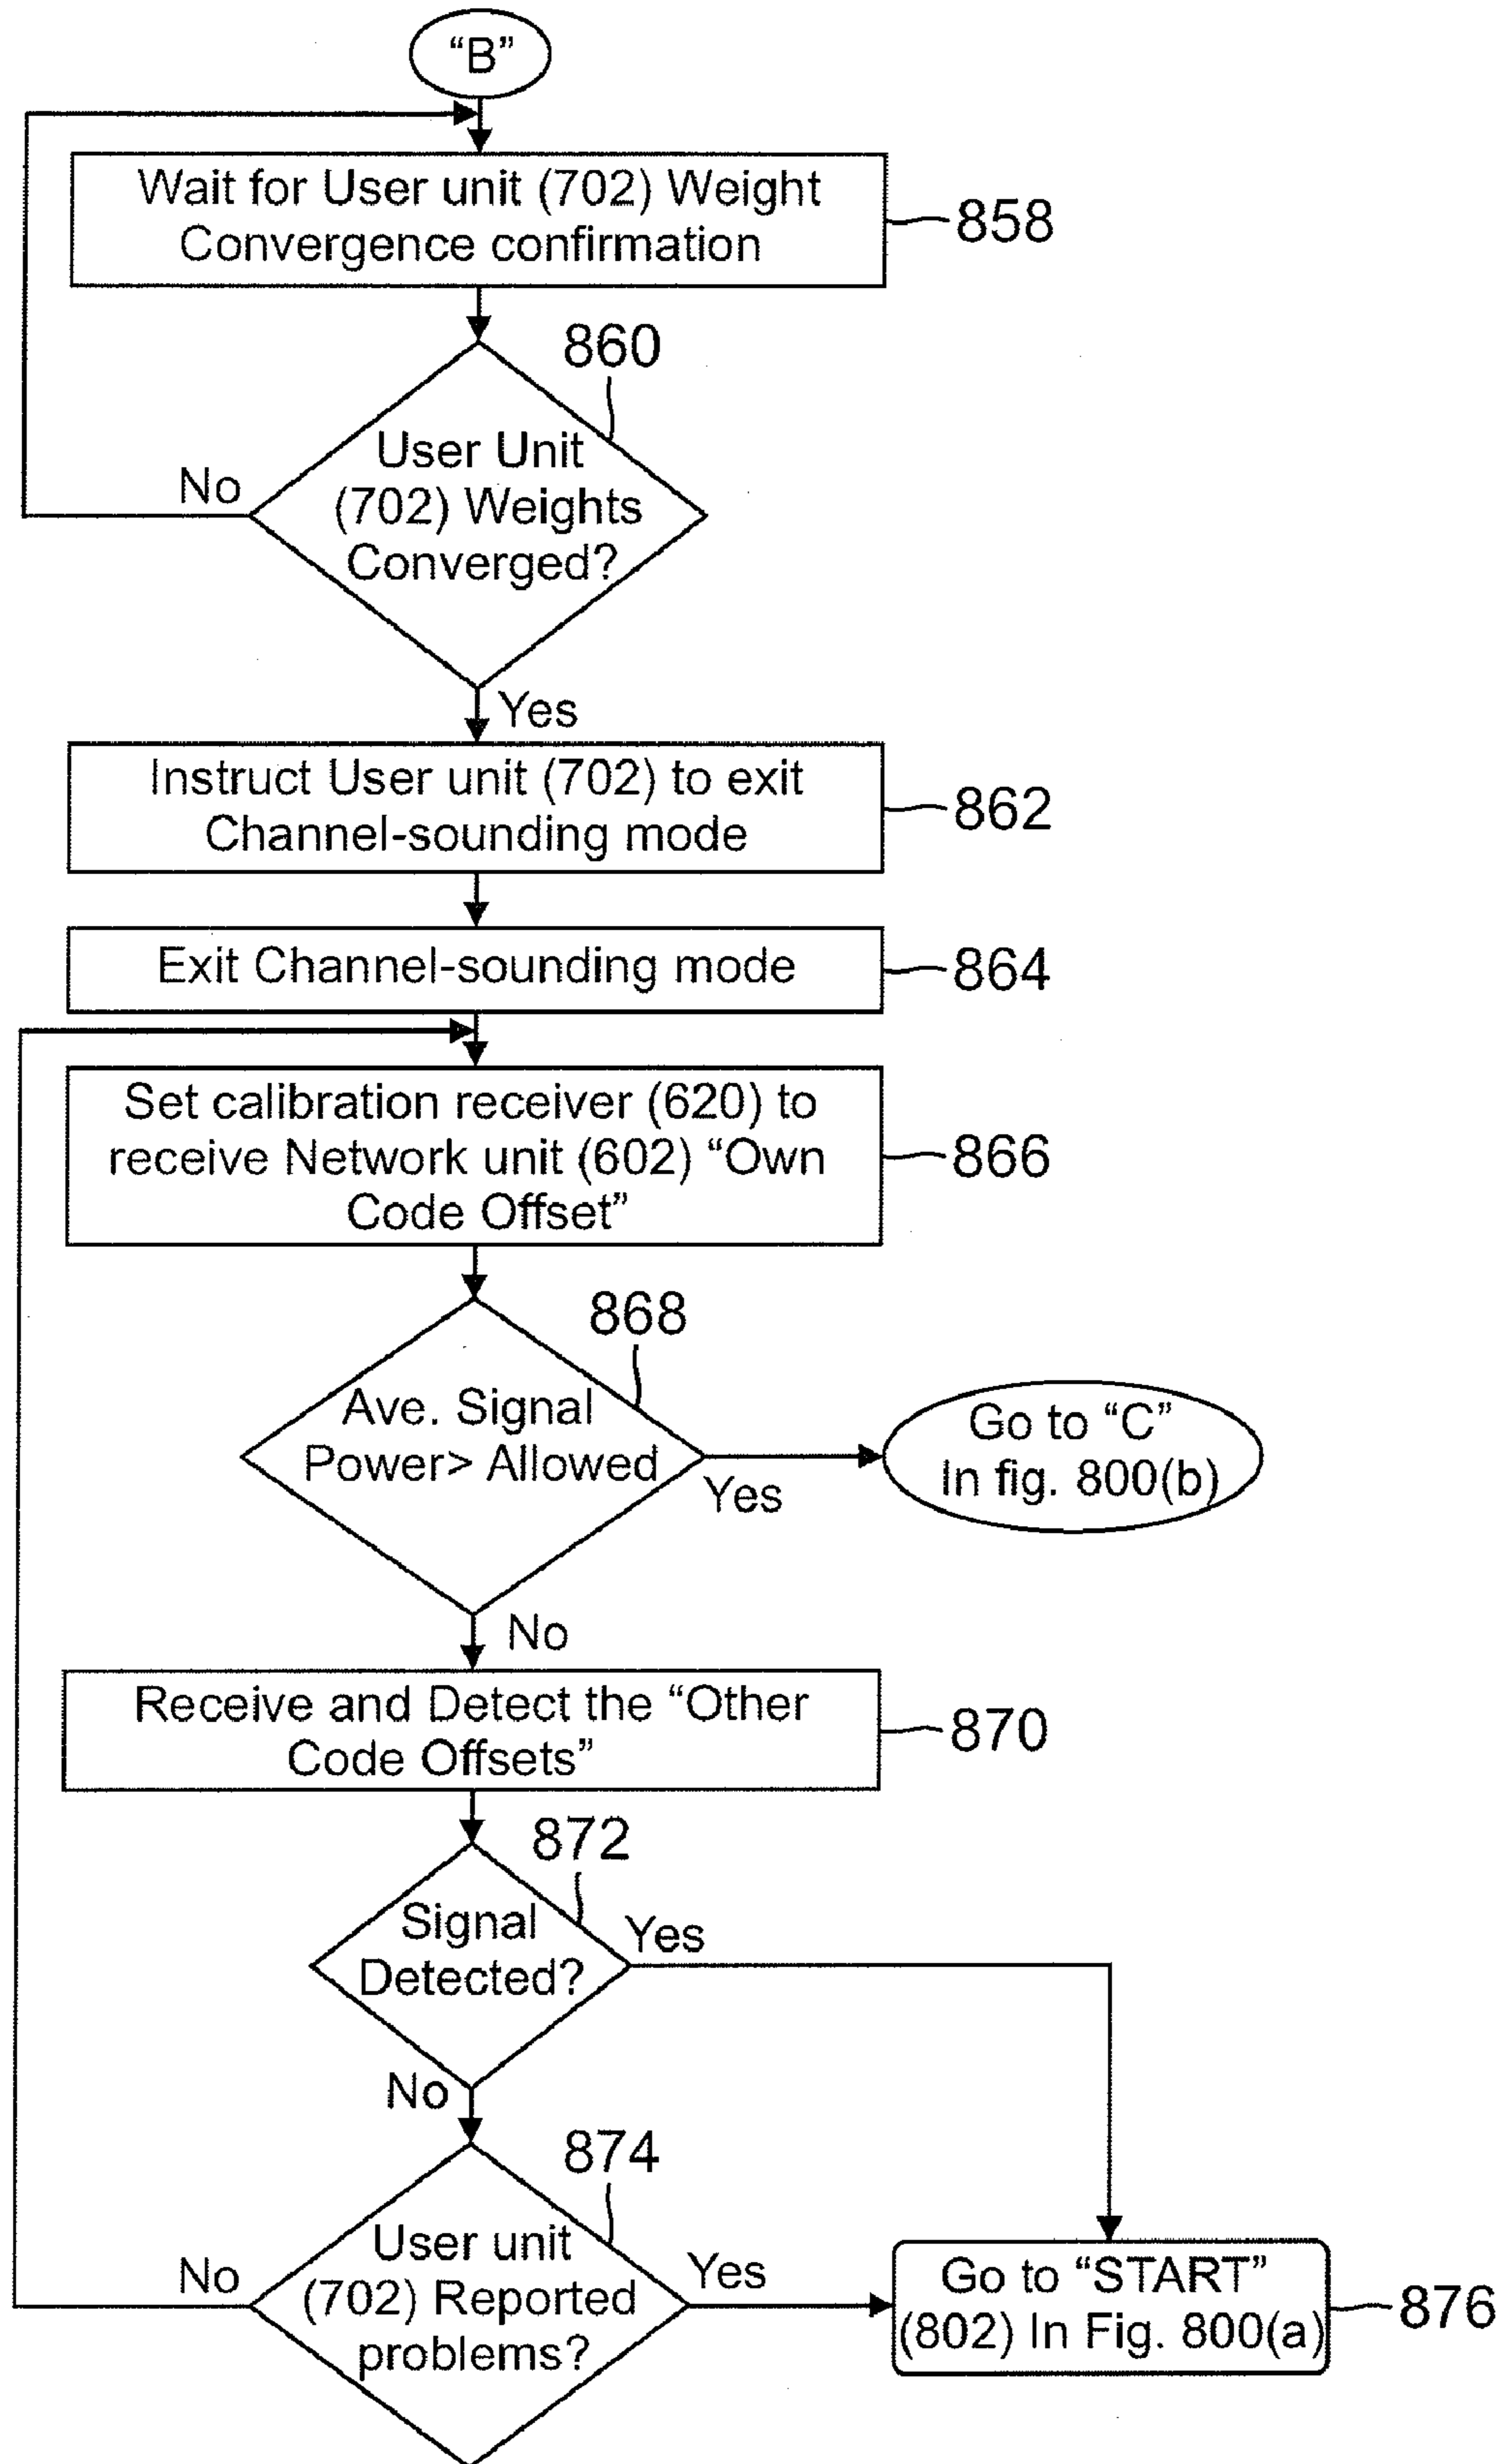 “B”
Wait for User unit (702) Weight
Convergence confirmation
858
860
User Unit
(702) Weights
Converged?
No
Yes
Instruct User unit (702) to exit
Channel-sounding mode
862
Exit Channel-sounding mode
864
Set calibration receiver (620) to
receive Network unit (602) “Own
Code Offset”
866
868
Ave. Signal
Power> Allowed
Yes
Go to “C”
In fig. 800(b)
No
Receive and Detect the “Other
Code Offsets”
870
872
Signal
Detected?
Yes
No
874
User unit
(702) Reported
problems?
No
Yes
Go to “START”
(802) In Fig. 800(a)
876